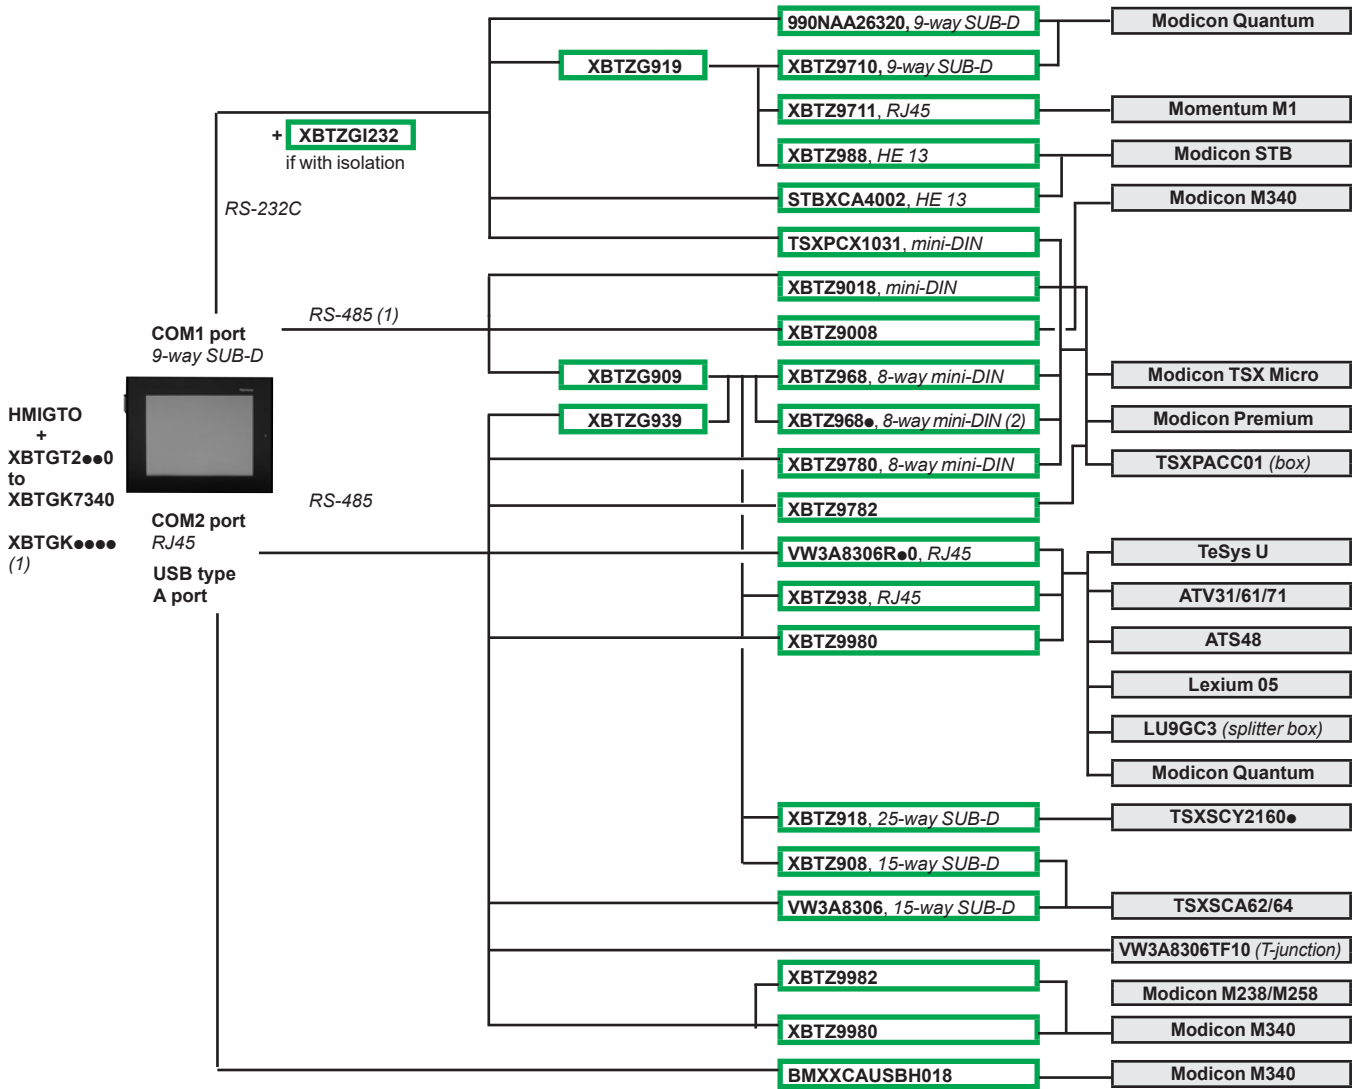 990NAA26320, 9-way SUB-D
Modicon Quantum
XBTZG919
XBTZ9710, 9-way SUB-D
XBTZ9711, RJ45
Momentum M1
+ XBTZGI232
if with isolation
XBTZ988, HE 13
Modicon STB
RS-232C
STBXCA4002, HE 13
Modicon M340
TSXPCX1031, mini-DIN
XBTZ9018, mini-DIN
RS-485 (1)
COM1 port
9-way SUB-D
XBTZ9008
XBTZG909
XBTZ968, 8-way mini-DIN
Modicon TSX Micro
HMIGTO
+
XBTGT2●●0
to
XBTGK7340
XBTZG939
XBTZ968●, 8-way mini-DIN (2)
Modicon Premium
XBTZ9780, 8-way mini-DIN
TSXPACC01 (box)
RS-485
XBTZ9782
COM2 port
RJ45
XBTGK●●●●
(1)
USB type
A port
VW3A8306R●0, RJ45
TeSys U
XBTZ938, RJ45
ATV31/61/71
XBTZ9980
ATS48
Lexium 05
LU9GC3 (splitter box)
Modicon Quantum
XBTZ918, 25-way SUB-D
TSXSCY2160●
XBTZ908, 15-way SUB-D
VW3A8306, 15-way SUB-D
TSXSCA62/64
VW3A8306TF10 (T-junction)
XBTZ9982
Modicon M238/M258
XBTZ9980
Modicon M340
BMXXCAUSBH018
Modicon M340